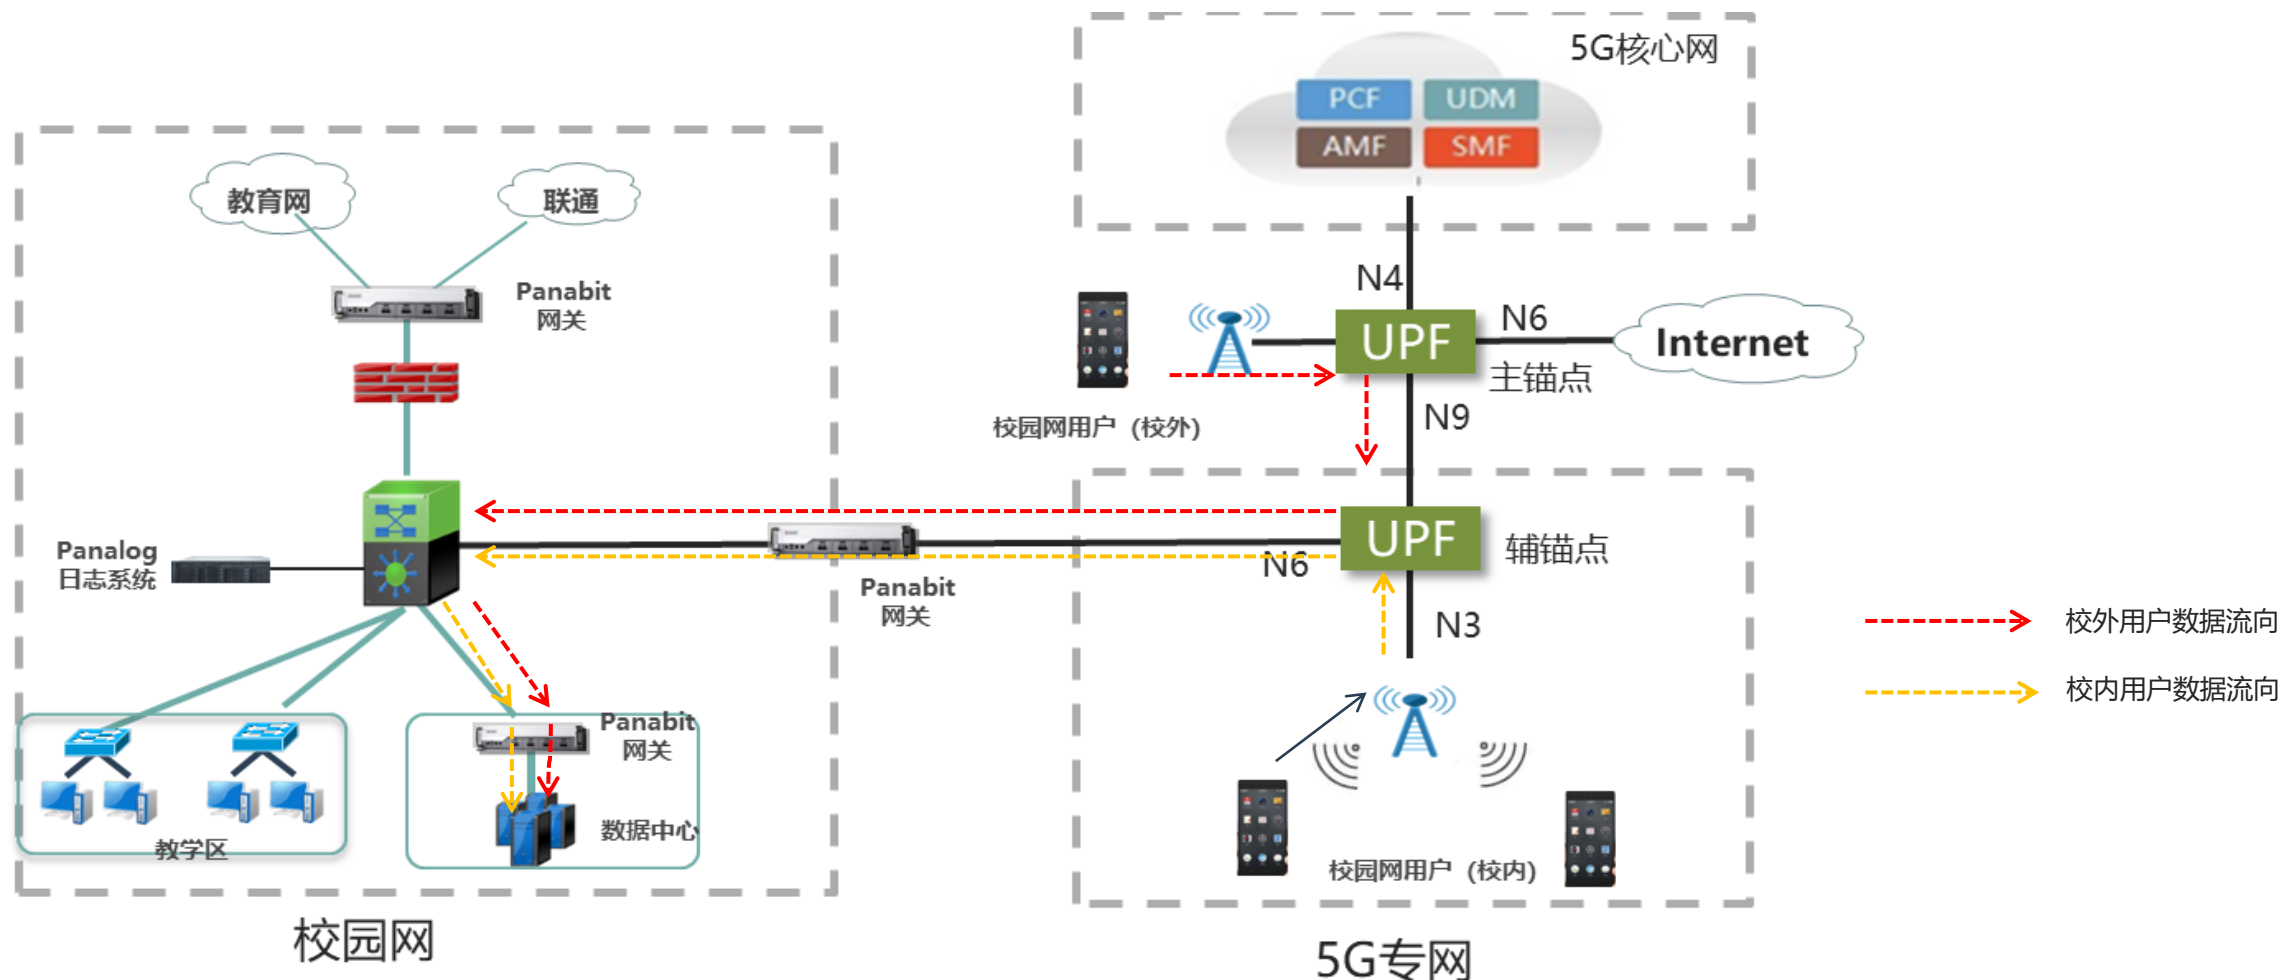 5G核心网
PCF
UDM
AMF
SMF
教育网
联通
N4
Panabit
网关
N6
UPF
Internet
主锚点
校园网用户（校外）
N9
Panalog
日志系统
UPF
辅锚点
N6
Panabit
网关
N3
校外用户数据流向
校内用户数据流向
Panabit
网关
数据中心
教学区
校园网用户（校内）
校园网
5G专网